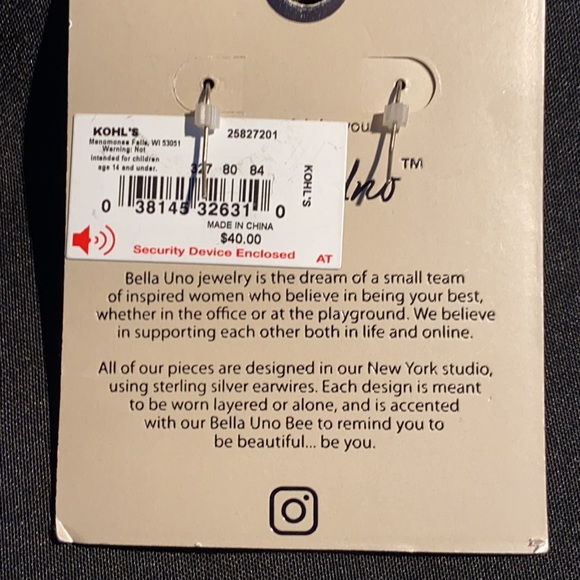 YOU
KOHL'S
25827201
Menomonee Falls, WI 53051
Warning: Not
intended for children
age 14 and under.
327 80 84
KOHL'S
Uno
TM
0 38145 32631 0
MADE IN CHINA
$40.00
Security Device Enclosed
AT
Bella Uno jewelry is the dream of a small team
of inspired women who believe in being your best,
whether in the office or at the playground. We believe
in supporting each other both in life and online.
All of our pieces are designed in our New York studio,
using sterling silver earwires. Each design is meant
to be worn layered or alone, and is accented
with our Bella Uno Bee to remind you to
be beautiful... be you.